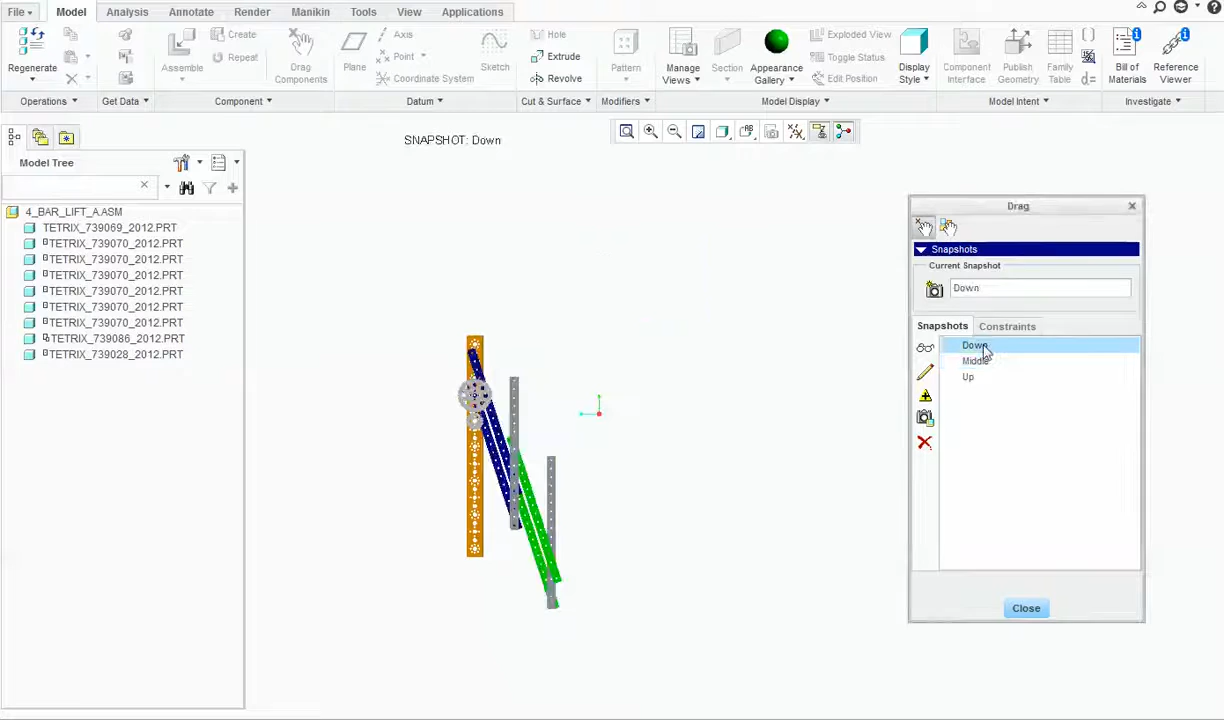 File Model Analysis Annotate Render Manikin Tools View Applications
Regenerate
Operations
Get Data
Assemble
Create
Repeat
Drag
Components
Component
Plane
Axis
Point
Coordinate System
Sketch
Datum
Hole
Extrude
Revolve
Cut & Surface
Pattern
Modifiers
Manage
Views
Section
Appearance
Gallery
Exploded View
Toggle Status
Edit Position
Display
Style
Model Display
Component
Interface
Publish
Geometry
Family
Table
d=
Model Intent
Bill of
Materials
Reference
Viewer
Investigate
Model Tree
4_BAR_LIFT_A.ASM
TETRIX_739069_2012.PRT
TETRIX_739070_2012.PRT
TETRIX_739070_2012.PRT
TETRIX_739070_2012.PRT
TETRIX_739070_2012.PRT
TETRIX_739070_2012.PRT
TETRIX_739070_2012.PRT
TETRIX_739086_2012.PRT
TETRIX_739028_2012.PRT
SNAPSHOT: Down
Drag
Snapshots
Current Snapshot
Down
Snapshots Constraints
Down
Middle
Up
Close